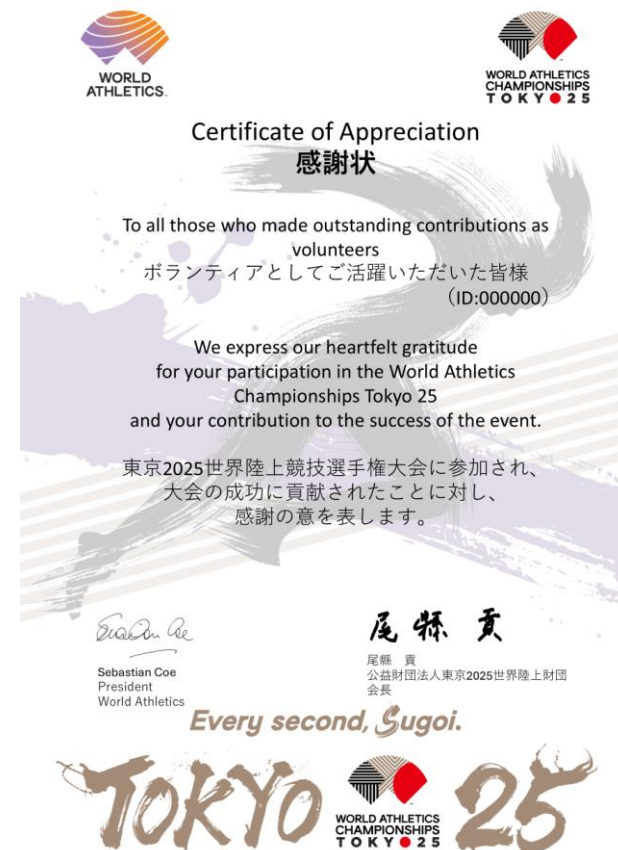 WORLD
ATHLETICS
WORLD ATHLETICS
CHAMPIONSHIPS
TOKYO 25
Certificate of Appreciation
感謝状
To all those who made outstanding contributions as
volunteers
ボランティアとしてご活躍いただいた皆様
（ID:000000）
We express our heartfelt gratitude
for your participation in the World Athletics
Championships Tokyo 25
and your contribution to the success of the event.
東京2025世界陸上競技選手権大会に参加され、
大会の成功に貢献されたことに対し、
感謝の意を表します。
Sebastian Coe
尾縣 貢
Sebastian Coe
President
World Athletics
尾縣 貢
公益財団法人東京2025世界陸上財団
会長
Every second, Sugoi.
TOKYO 25
WORLD ATHLETICS
CHAMPIONSHIPS
TOKYO 25